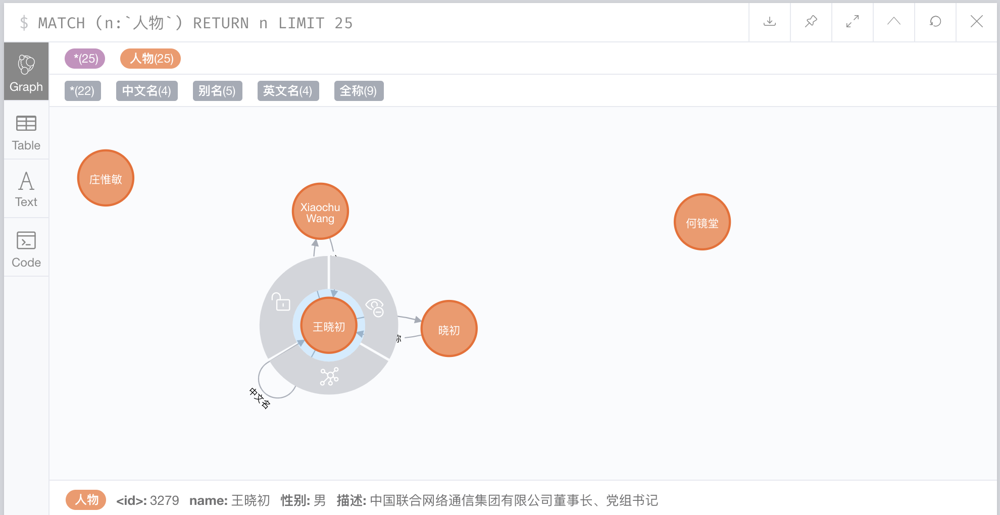 $ MATCH (n:`人物`) RETURN n LIMIT 25
*(25) 人物(25)
*(22) 中文名(4) 别名(5) 英文名(4) 全称(9)
Graph
Table
Text
Code
庄惟敏
Xiaochu
Wang
何镜堂
王晓初
晓初
称
中文名
人物 <id>: 3279 name: 王晓初 性别: 男 描述: 中国联合网络通信集团有限公司董事长、党组书记